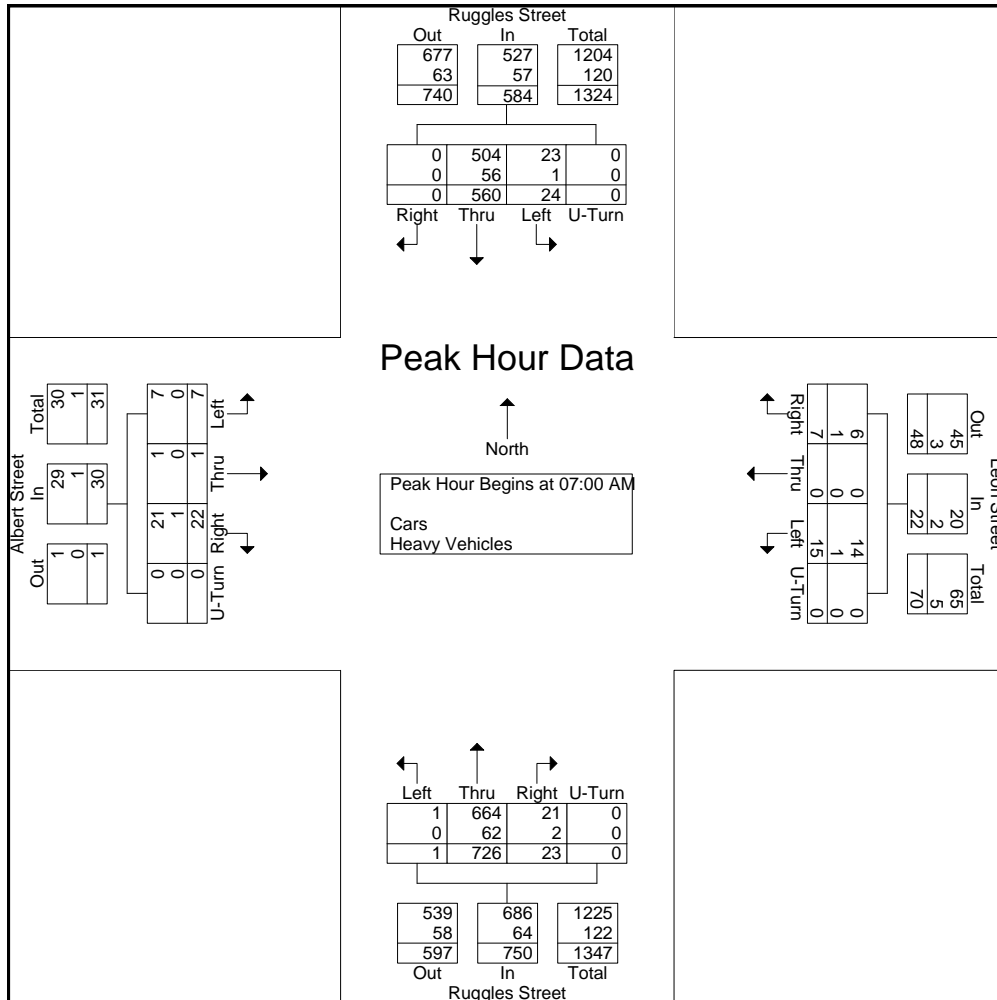 Ruggles Street
Out In Total
677 527 1204
63 57 120
740 584 1324
0 504 23 0
0 56 1 0
0 560 24 0
Right Thru Left U-Turn
Peak Hour Data
North
Peak Hour Begins at 07:00 AM
Cars
Heavy Vehicles
Albert Street
Out In Total
1 29 30
0 1 1
1 30 31
Left Thru Right U-Turn
7 1 21 0
0 0 1 0
7 1 22 0
Leon Street
Out In Total
45 20 65
3 2 5
48 22 70
Right Thru Left U-Turn
6 0 14 0
1 0 1 0
7 0 15 0
Left Thru Right U-Turn
1 664 21 0
0 62 2 0
1 726 23 0
539 686 1225
58 64 122
597 750 1347
Out In Total
Ruggles Street